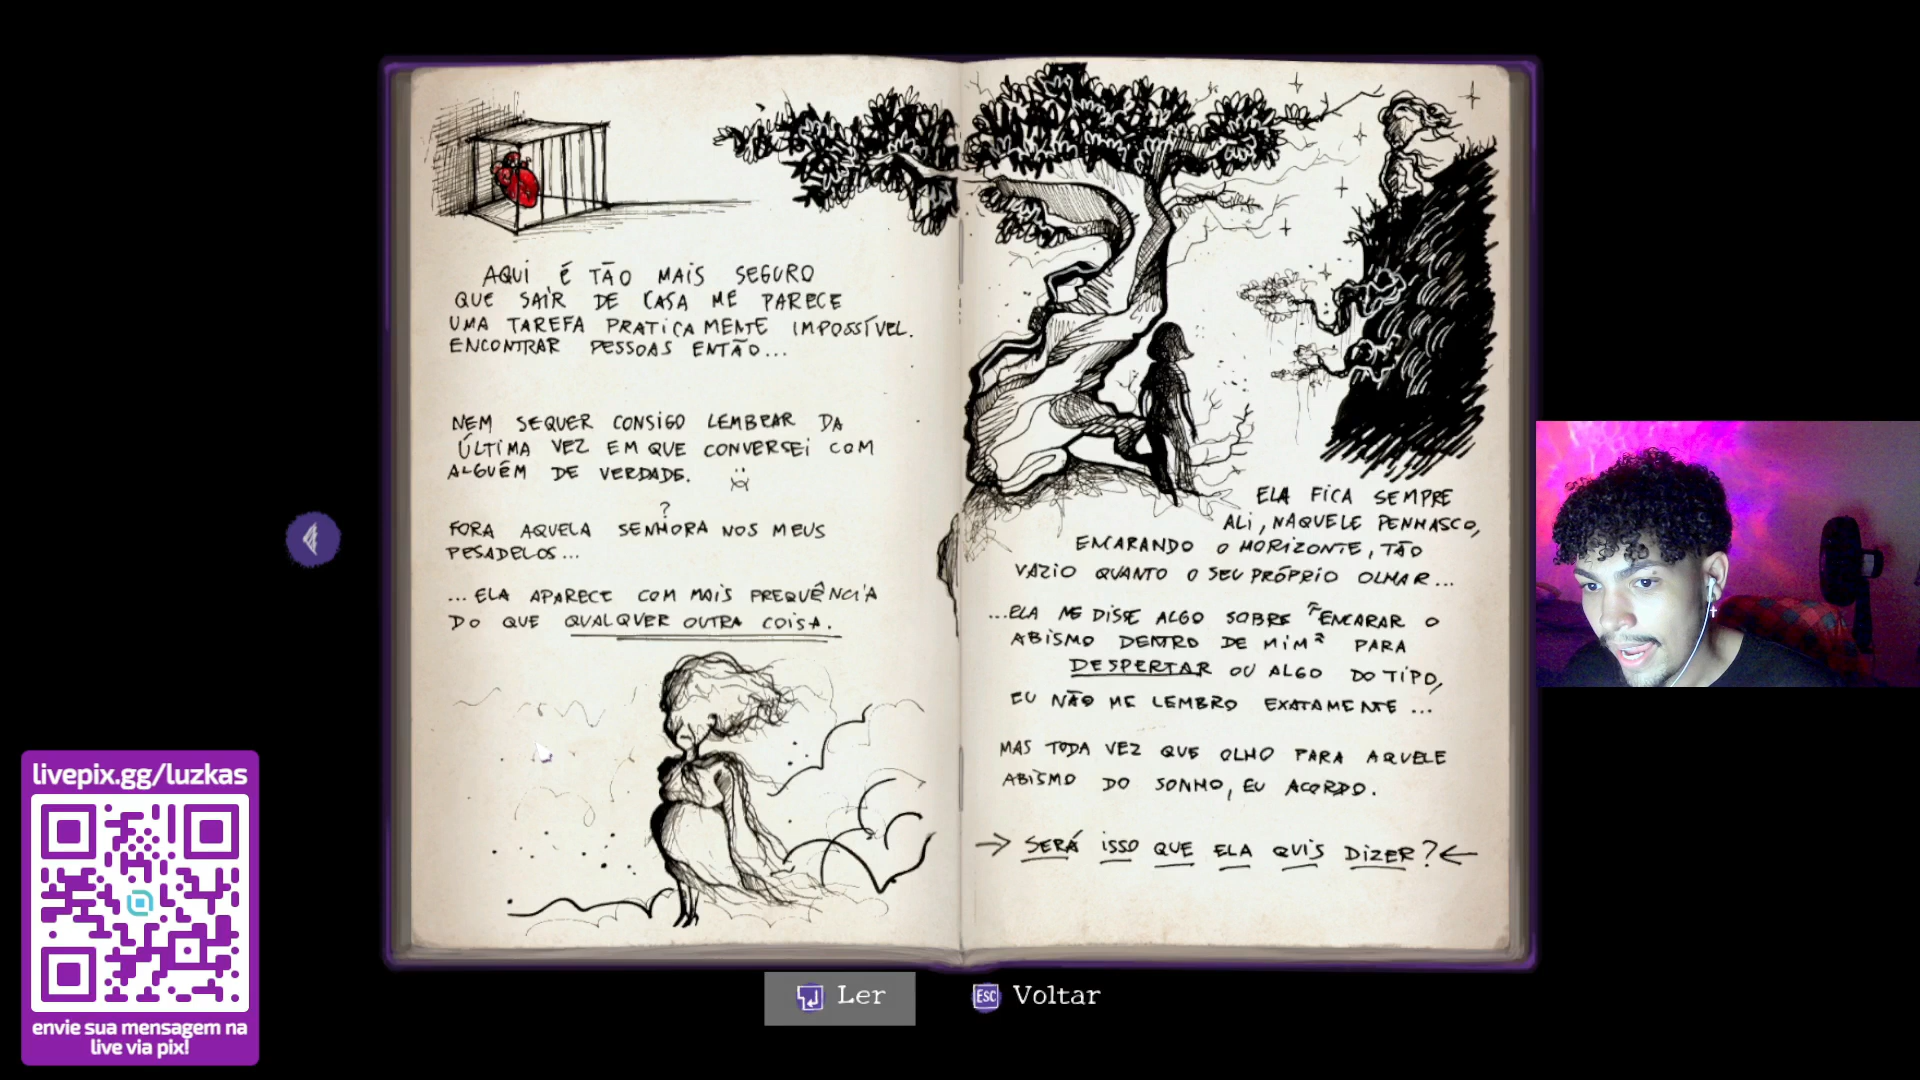 AQUI É TÃO MAIS SEGURO
QUE SAIR DE CASA ME PARECE
UMA TAREFA PRATICAMENTE IMPOSSÍVEL.
ENCONTRAR PESSOAS ENTÃO...
NEM SEQUER CONSIGO LEMBRAR DA
ÚLTIMA VEZ EM QUE CONVERSEI COM
ALGUÉM DE VERDADE.
?
FORA AQUELA SENHORA NOS MEUS
PESADELOS...
...ELA APARECE COM MAIS FREQUÊNCIA
DO QUE QUALQUER OUTRA COISA.
ELA FICA SEMPRE
ALI, NAQUELE PENHASCO,
ENCARANDO O HORIZONTE, TÃO
VAZIO QUANTO O SEU PRÓPRIO OLHAR...
...ELA ME DISSE ALGO SOBRE "ENCARAR O
ABISMO DENTRO DE MIM" PARA
DESPERTAR OU ALGO DO TIPO,
EU NÃO ME LEMBRO EXATAMENTE...
MAS TODA VEZ QUE OLHO PARA AQUELE
ABISMO DO SONHO, EU ACORDO.
→ SERÁ ISSO QUE ELA QUIS DIZER? ←
Ler
ESC Voltar
livepix.gg/luzkas
envie sua mensagem na
live via pix!